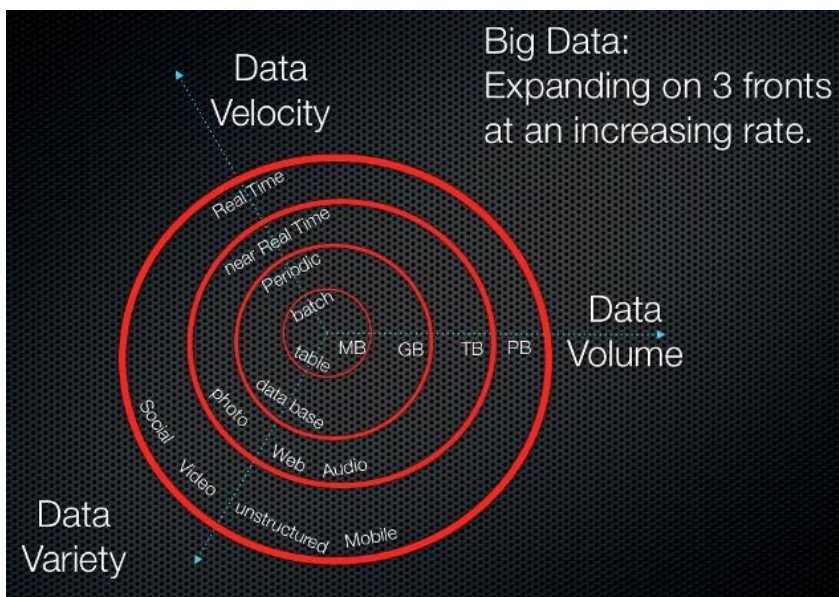 Big Data:
Expanding on 3 fronts
at an increasing rate.
Data
Velocity
Real Time
near Real Time
Periodic
batch
table
MB
GB
TB
PB
Data
Volume
data base
photo
Web
Audio
Social
Video
unstructured
Mobile
Data
Variety